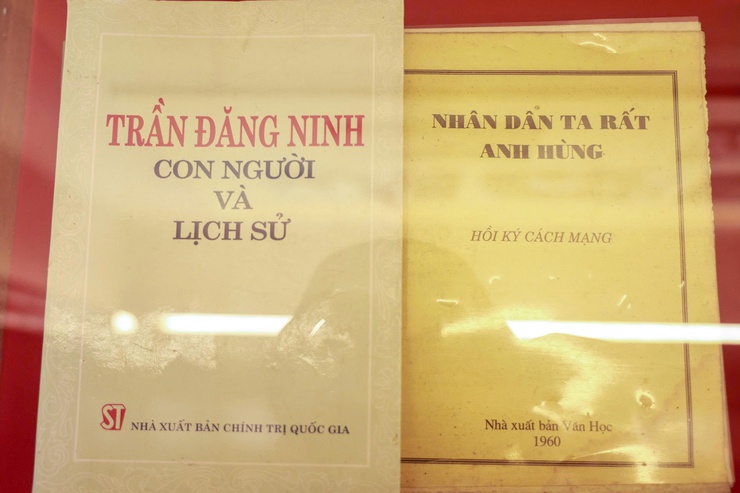 TRẦN ĐĂNG NINH
CON NGƯỜI
VÀ
LỊCH SỬ
ST NHÀ XUẤT BẢN CHÍNH TRỊ QUỐC GIA
NHÂN DẨN TA RẤT
ANH HÙNG
HỒI KÝ CÁCH MẠNG
Nhà xuất bản Văn Học
1960